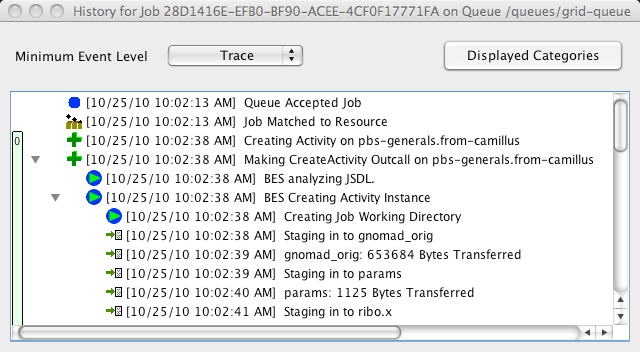 History for Job 28D1416E-EFB0-BF90-ACEE-4CF0F17771FA on Queue /queues/grid-queue
Minimum Event Level Trace Displayed Categories
[10/25/10 10:02:13 AM] Queue Accepted Job
[10/25/10 10:02:13 AM] Job Matched to Resource
0 [10/25/10 10:02:38 AM] Creating Activity on pbs-generals.from-camillus
[10/25/10 10:02:38 AM] Making CreateActivity Outcall on pbs-generals.from-camillus
[10/25/10 10:02:38 AM] BES analyzing JSDL.
[10/25/10 10:02:38 AM] BES Creating Activity Instance
[10/25/10 10:02:38 AM] Creating Job Working Directory
[10/25/10 10:02:38 AM] Staging in to gnomad_orig
[10/25/10 10:02:39 AM] gnomad_orig: 653684 Bytes Transferred
[10/25/10 10:02:39 AM] Staging in to params
[10/25/10 10:02:40 AM] params: 1125 Bytes Transferred
[10/25/10 10:02:41 AM] Staging in to ribo.x